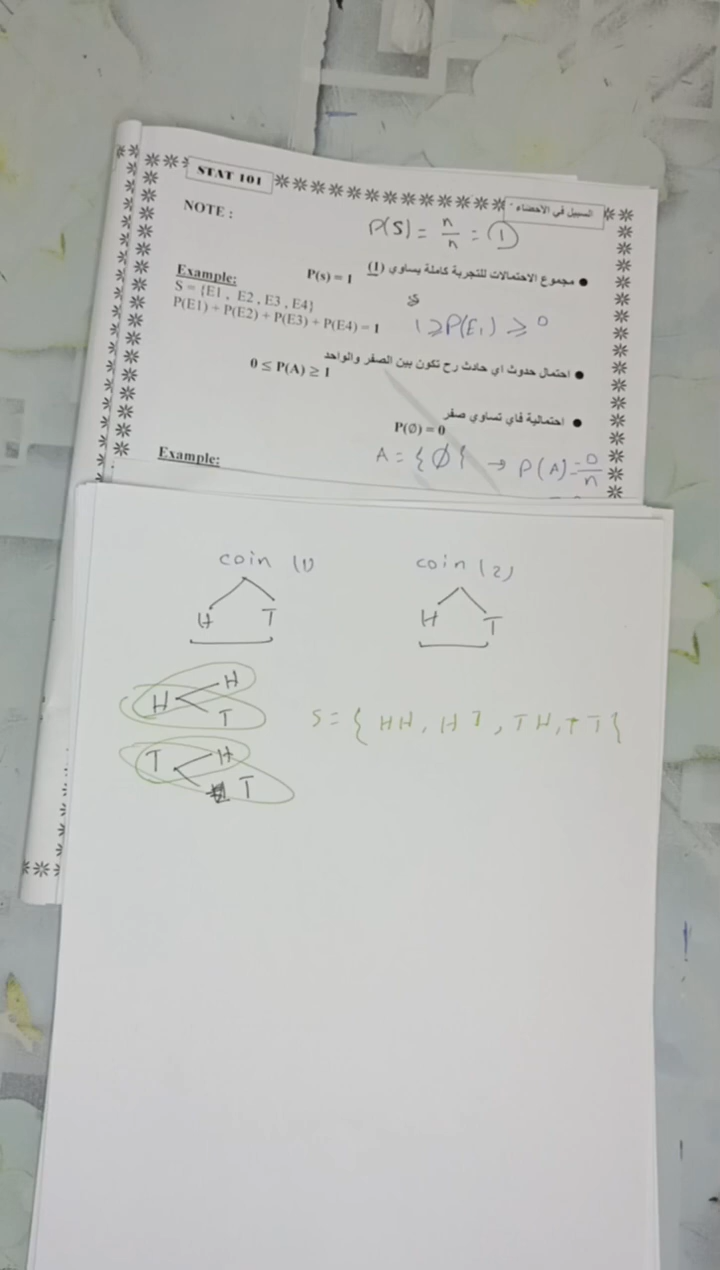 STAT 101
السبيل في الاحصاء
NOTE :
P(S) = n/n = 1
مجموع الاحتمالات للتجربة كاملة يساوي (1)
P(s) = 1
Example:
S = {E1 , E2 , E3 , E4}
P(E1) + P(E2) + P(E3) + P(E4) = 1
1 ≥ P(E1) ≥ 0
احتمال حدوث اي حادث رح تكون بين الصفر والواحد
0 ≤ P(A) ≥ 1
احتمالية فاي تساوي صفر
P(∅) = 0
A = {∅} → P(A) = 0/n
Example:
coin (1) coin (2)
H T H T
H H
T
S = { HH, HT, TH, TT }
T H
T